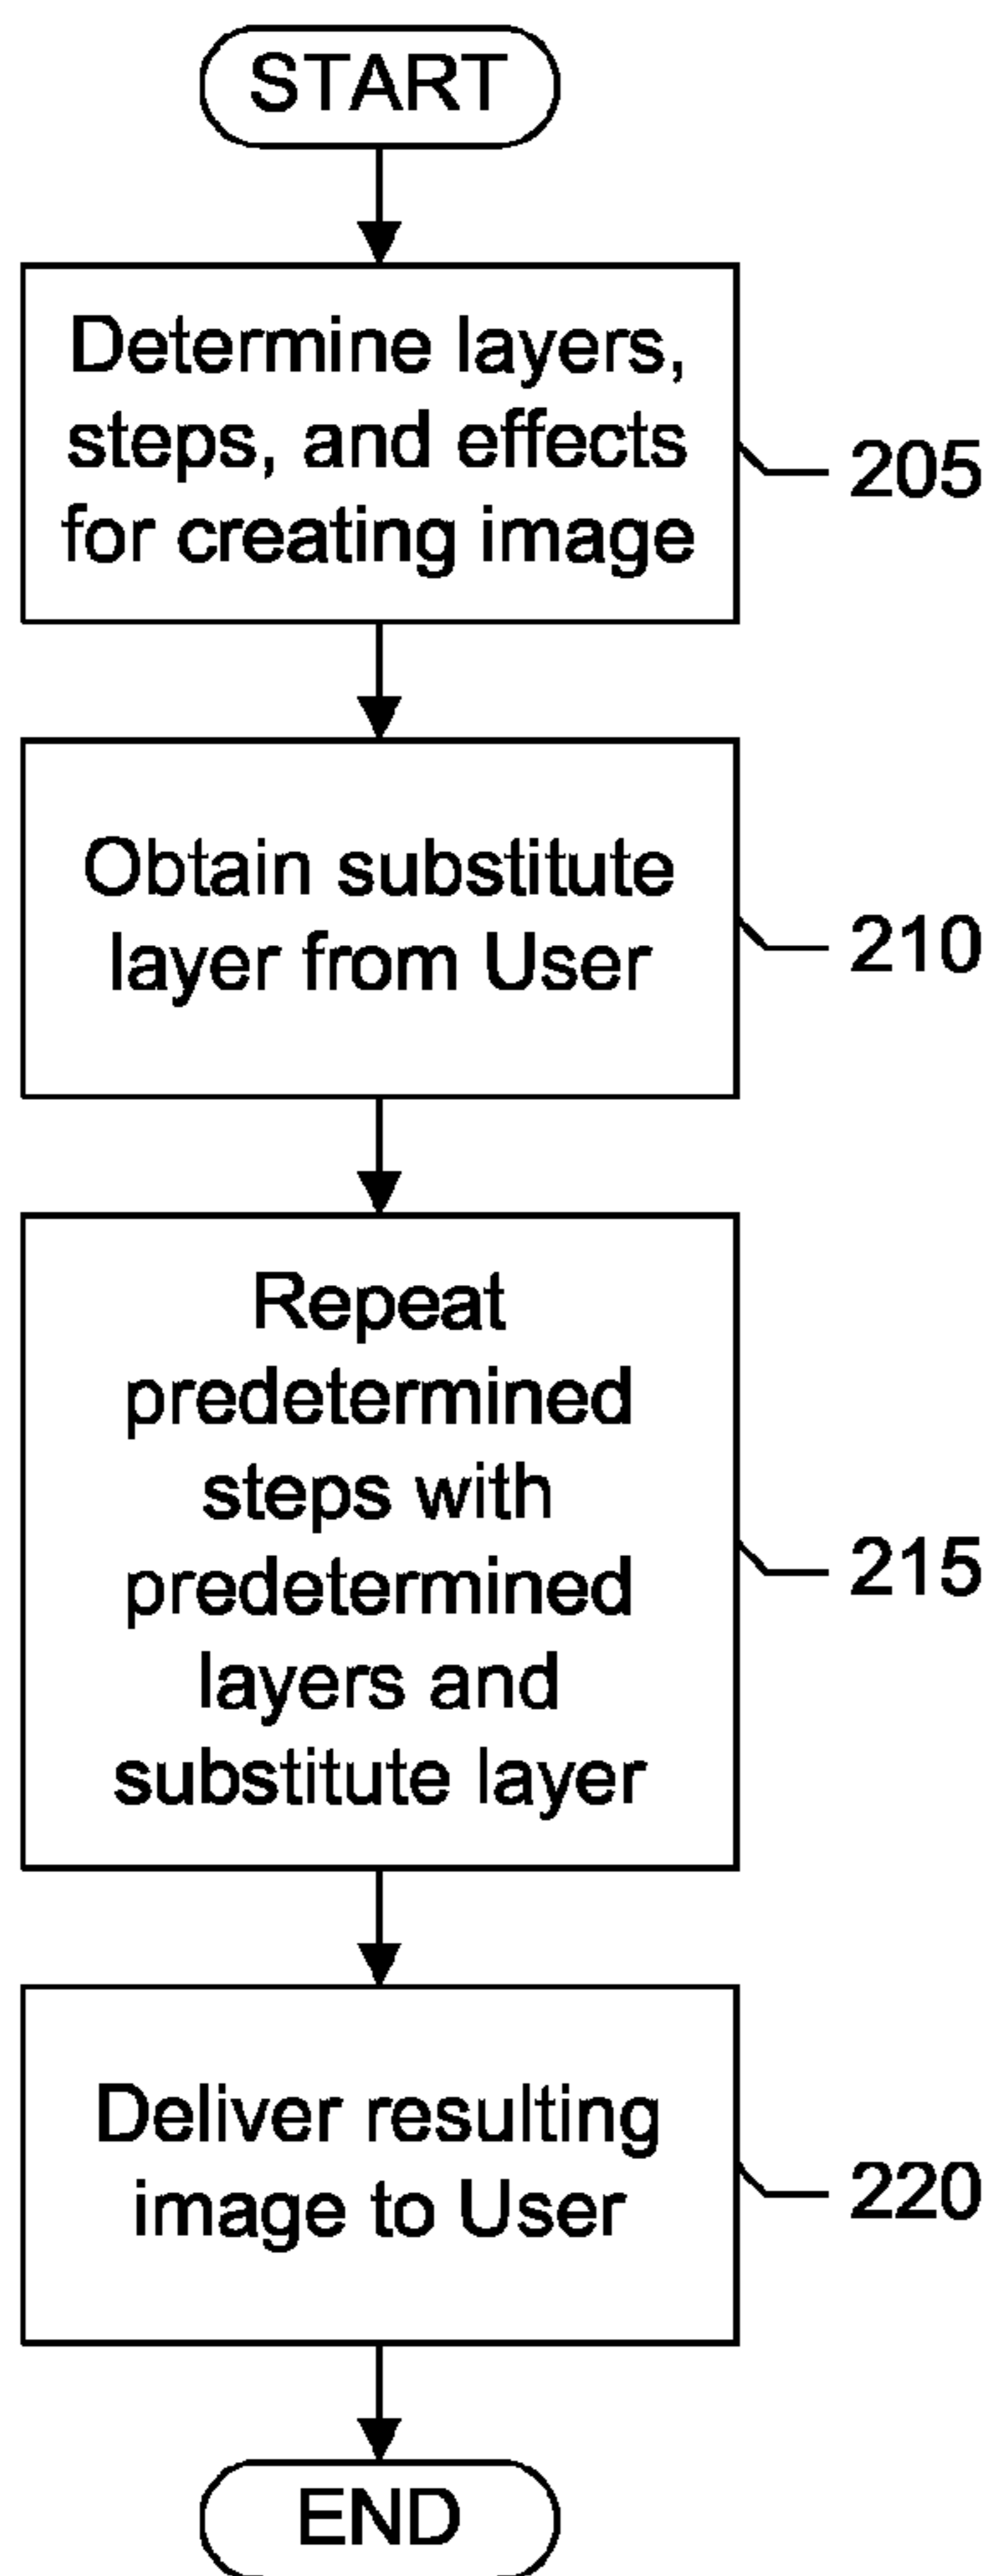 START
Determine layers,
steps, and effects
for creating image
205
Obtain substitute
layer from User
210
Repeat
predetermined
steps with
predetermined
layers and
substitute layer
215
Deliver resulting
image to User
220
END